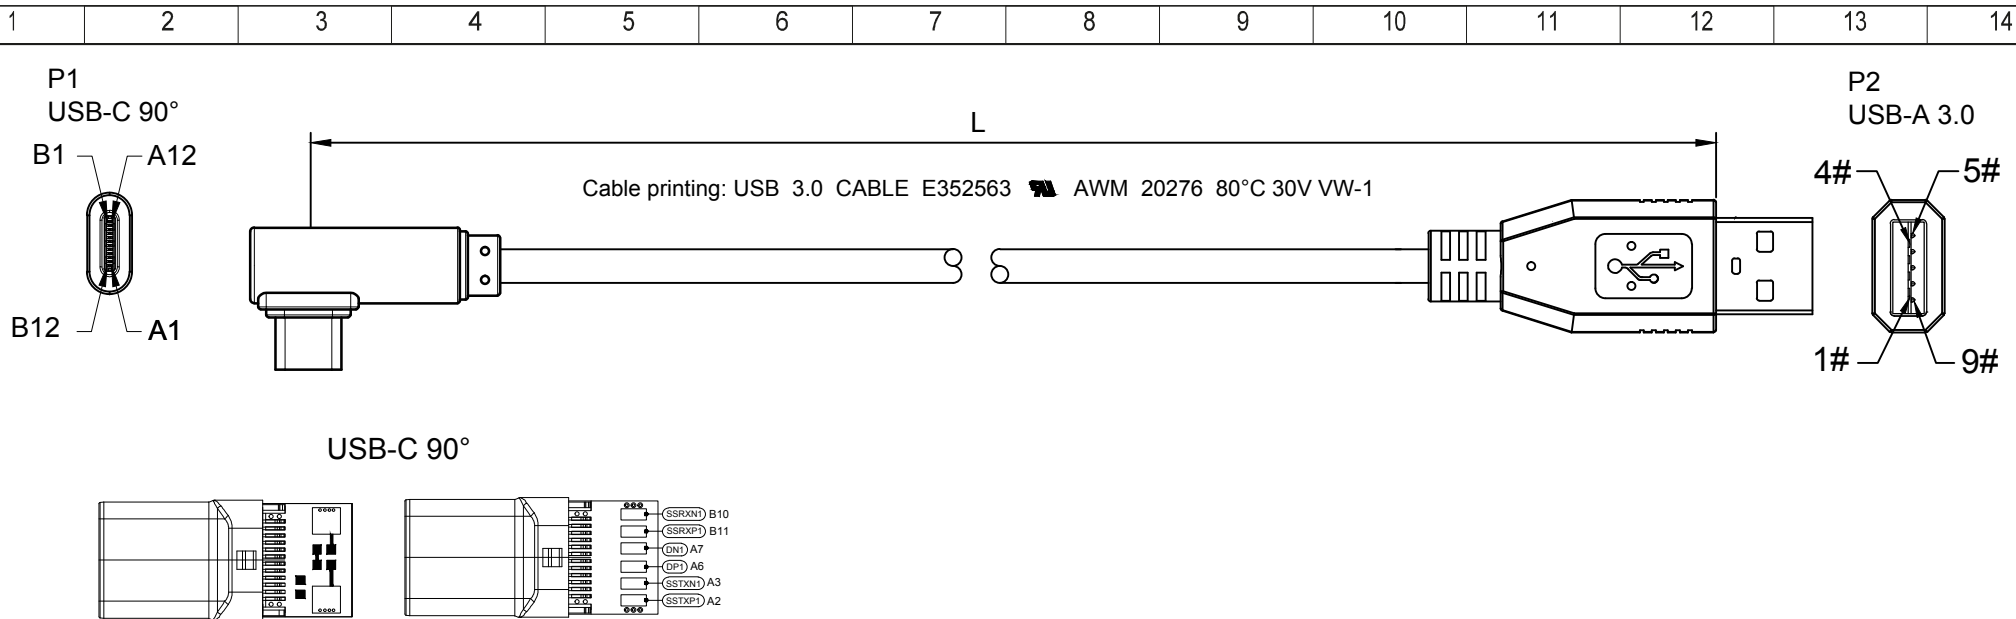 1 2 3 4 5 6 7 8 9 10 11 12 13 14
P1
USB-C 90°
B1 A12
B12 A1
L
Cable printing: USB 3.0 CABLE E352563 AWM 20276 80°C 30V VW-1
P2
USB-A 3.0
4# 5#
1# 9#
USB-C 90°
SSRXN1 B10
SSRXP1 B11
DN1 A7
DP1 A6
SSTXN1 A3
SSTXP1 A2